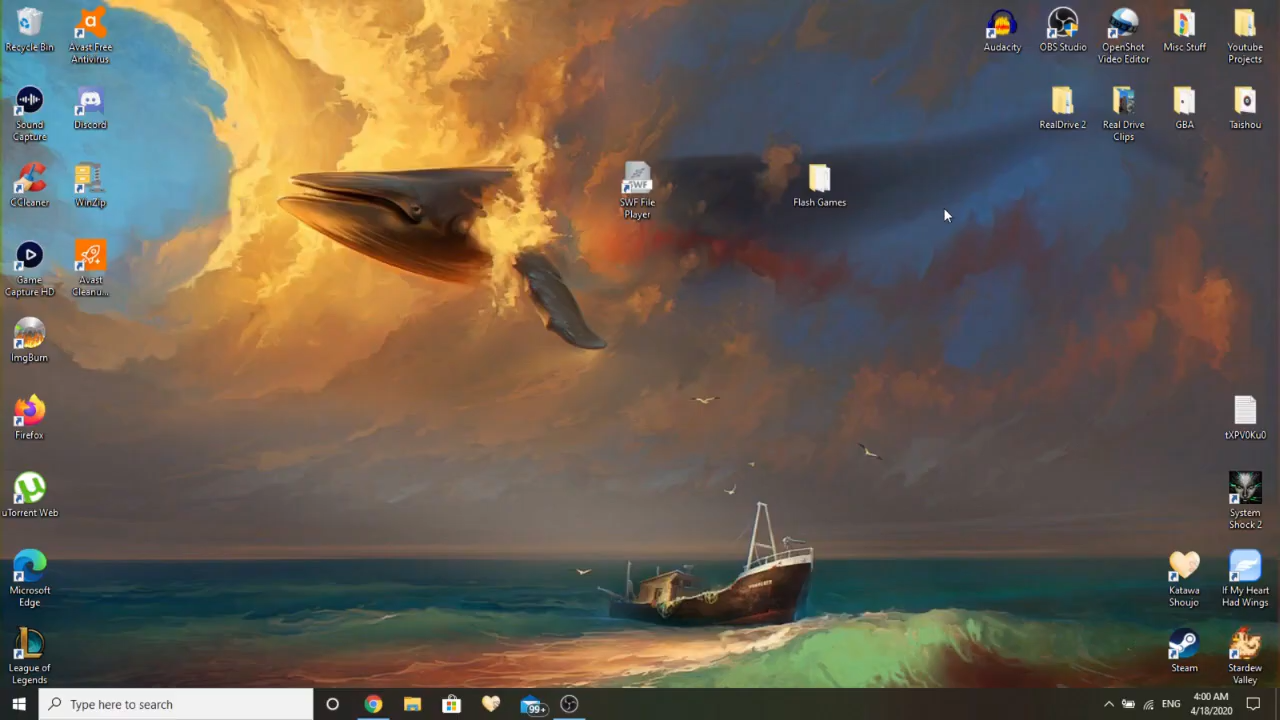 Recycle Bin
Avast Free
Antivirus
Sound
Capture
Discord
CCleaner
WinZip
Game
Capture HD
Avast
Cleanu...
ImgBurn
Firefox
uTorrent Web
Microsoft
Edge
League of
Legends
SWF
SWF File
Player
Flash Games
Audacity
OBS Studio
OpenShot
Video Editor
Misc Stuff
Youtube
Projects
RealDrive 2
Real Drive
Clips
GBA
Taishou
tXPV0Ku0
System
Shock 2
Katawa
Shoujo
If My Heart
Had Wings
Steam
Stardew
Valley
Type here to search
99+
ENG
4:00 AM
4/18/2020